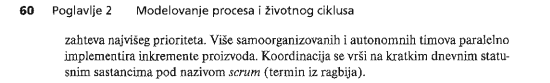 60 Poglavlje 2 Modelovanje procesa i životnog ciklusa
zahteva najvišeg prioriteta. Više samoorganizovanih i autonomnih timova paralelno
implementira inkremente proizvoda. Koordinacija se vrši na kratkim dnevnim statu-
snim sastancima pod nazivom scrum (termin iz ragbija).